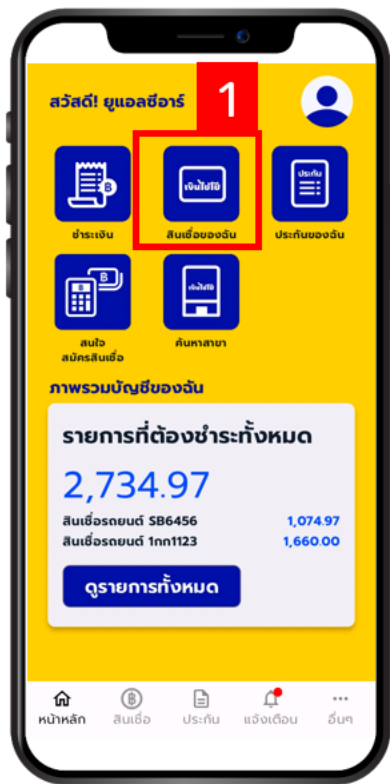 สวัสดี! ยูแอลซีอาร์
1
฿
เงินไชโย
ประกัน
ชำระเงิน
สินเชื่อของฉัน
ประกันของฉัน
B
เงินไชโย
สนใจ
สมัครสินเชื่อ
ค้นหาสาขา
ภาพรวมบัญชีของฉัน
รายการที่ต้องชำระทั้งหมด
2,734.97
สินเชื่อรถยนต์ SB6456 1,074.97
สินเชื่อรถยนต์ 1กก1123 1,660.00
ดูรายการทั้งหมด
฿
หน้าหลัก สินเชื่อ ประกัน แจ้งเตือน อื่นๆ